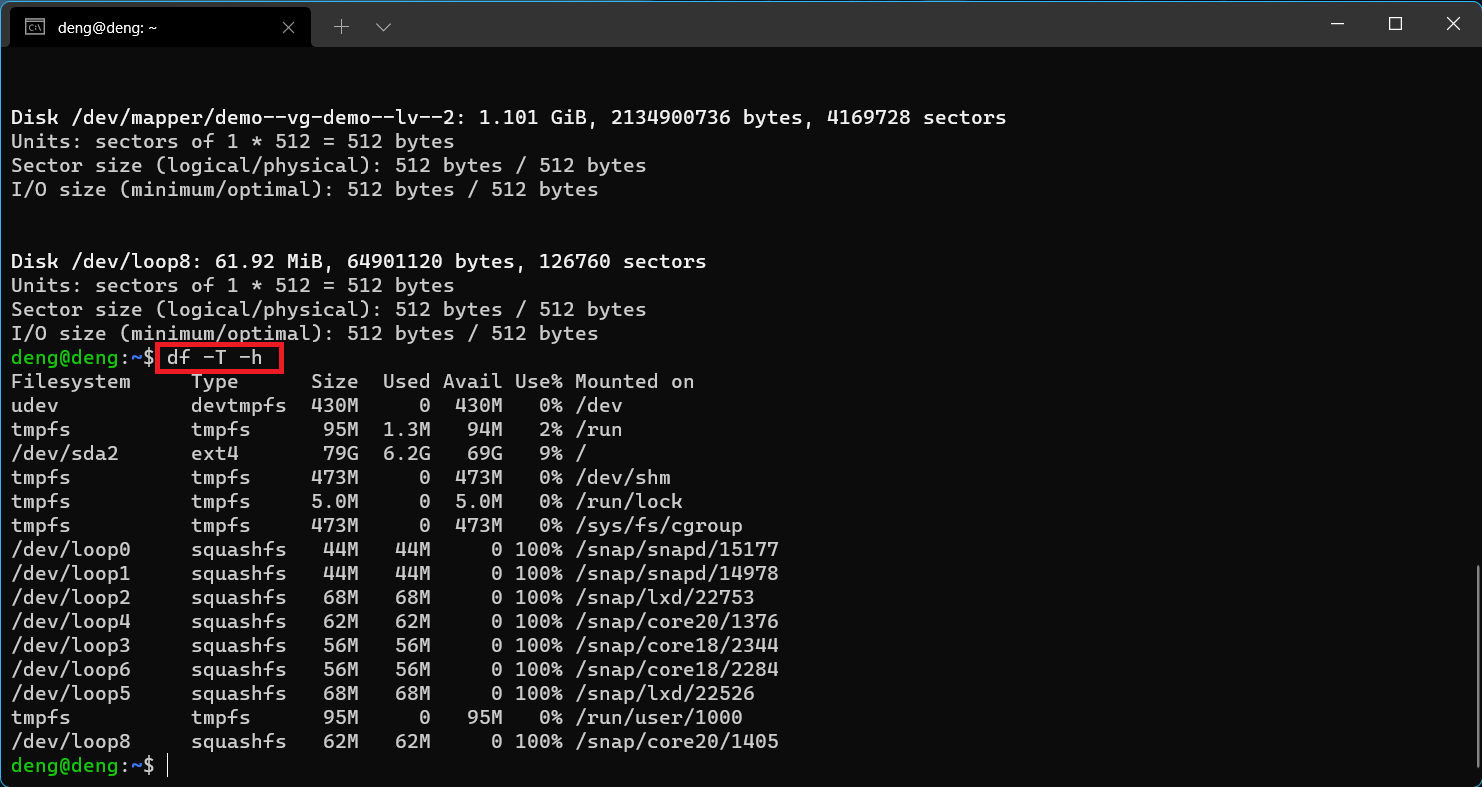 deng@deng: ~
Disk /dev/mapper/demo--vg-demo--lv--2: 1.101 GiB, 2134900736 bytes, 4169728 sectors
Units: sectors of 1 * 512 = 512 bytes
Sector size (logical/physical): 512 bytes / 512 bytes
I/O size (minimum/optimal): 512 bytes / 512 bytes
Disk /dev/loop8: 61.92 MiB, 64901120 bytes, 126760 sectors
Units: sectors of 1 * 512 = 512 bytes
Sector size (logical/physical): 512 bytes / 512 bytes
I/O size (minimum/optimal): 512 bytes / 512 bytes
deng@deng:~$ df -T -h
Filesystem     Type      Size  Used Avail Use% Mounted on
udev           devtmpfs  430M     0  430M   0% /dev
tmpfs          tmpfs      95M  1.3M   94M   2% /run
/dev/sda2      ext4       79G  6.2G   69G   9% /
tmpfs          tmpfs     473M     0  473M   0% /dev/shm
tmpfs          tmpfs     5.0M     0  5.0M   0% /run/lock
tmpfs          tmpfs     473M     0  473M   0% /sys/fs/cgroup
/dev/loop0     squashfs   44M   44M     0 100% /snap/snapd/15177
/dev/loop1     squashfs   44M   44M     0 100% /snap/snapd/14978
/dev/loop2     squashfs   68M   68M     0 100% /snap/lxd/22753
/dev/loop4     squashfs   62M   62M     0 100% /snap/core20/1376
/dev/loop3     squashfs   56M   56M     0 100% /snap/core18/2344
/dev/loop6     squashfs   56M   56M     0 100% /snap/core18/2284
/dev/loop5     squashfs   68M   68M     0 100% /snap/lxd/22526
tmpfs          tmpfs      95M     0   95M   0% /run/user/1000
/dev/loop8     squashfs   62M   62M     0 100% /snap/core20/1405
deng@deng:~$